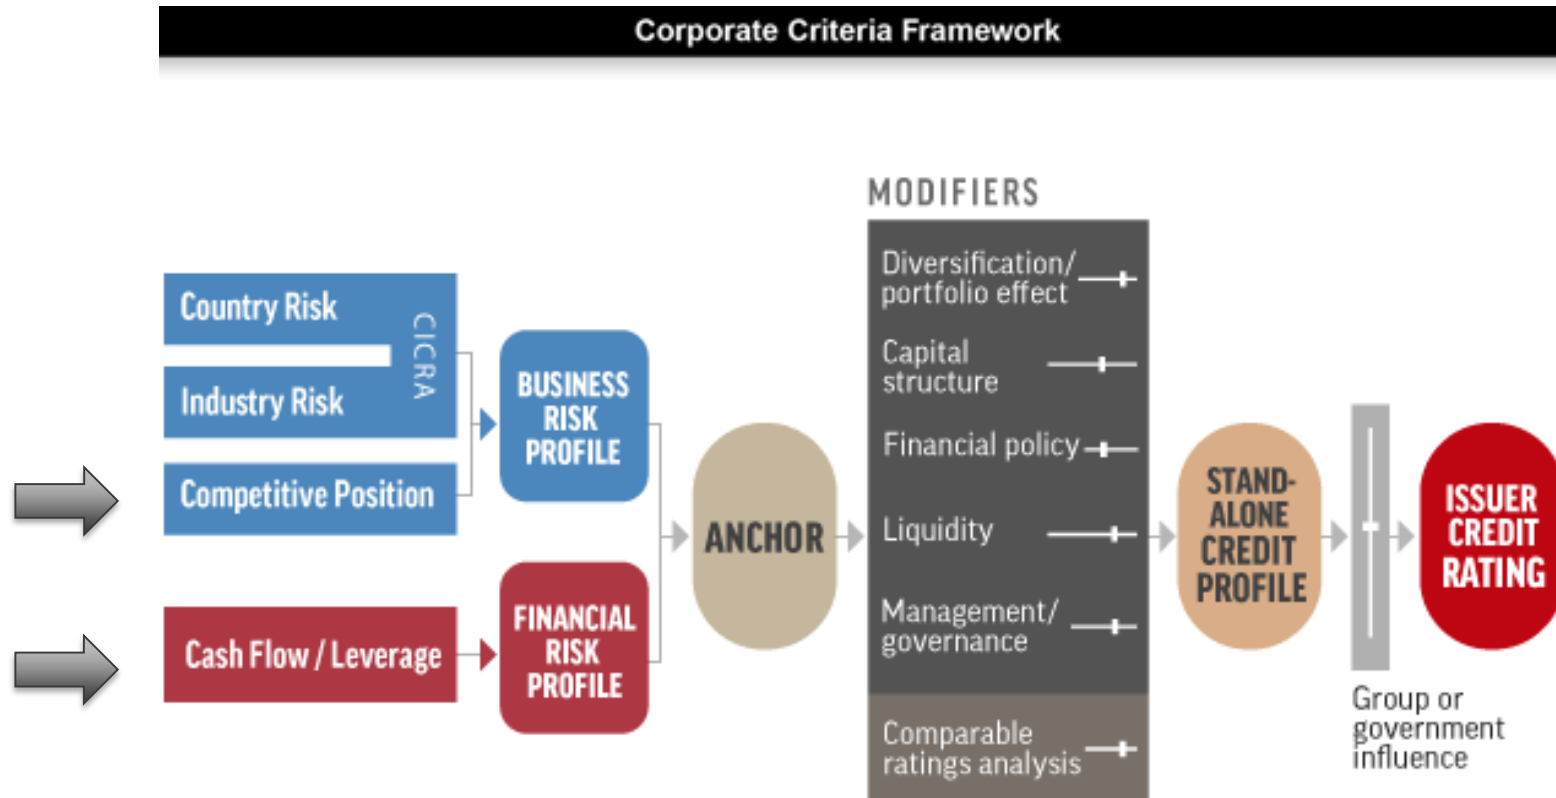 Corporate Criteria Framework
Country Risk
Industry Risk
CICRA
Competitive Position
Cash Flow / Leverage
BUSINESS
RISK
PROFILE
FINANCIAL
RISK
PROFILE
ANCHOR
MODIFIERS
Diversification/
portfolio effect
Capital
structure
Financial policy
Liquidity
Management/
governance
Comparable
ratings analysis
STAND-
ALONE
CREDIT
PROFILE
Group or
government
influence
ISSUER
CREDIT
RATING